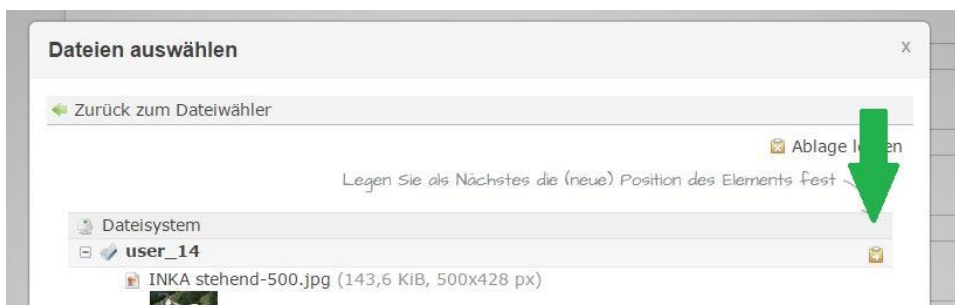 Dateien auswählen
X
Zurück zum Dateiwähler
Ablage
Legen Sie als Nächstes die (neue) Position des Elements fest
Dateisystem
user_14
INKA stehend-500.jpg (143,6 KiB, 500x428 px)